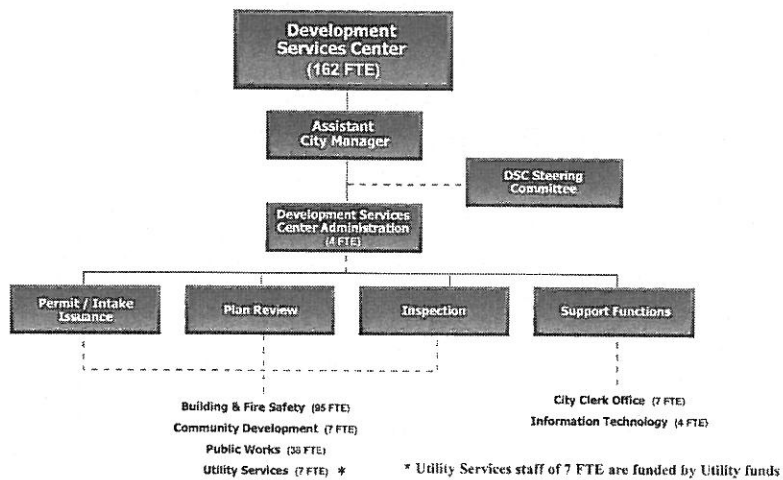 Development
Services Center
(162 FTE)
Assistant
City Manager
DSC Steering
Committee
Development Services
Center Administration
(4 FTE)
Permit / Intake
Issuance
Plan Review
Inspection
Support Functions
Building & Fire Safety (95 FTE)
Community Development (7 FTE)
Public Works (38 FTE)
Utility Services (7 FTE) *
City Clerk Office (7 FTE)
Information Technology (4 FTE)
* Utility Services staff of 7 FTE are funded by Utility funds